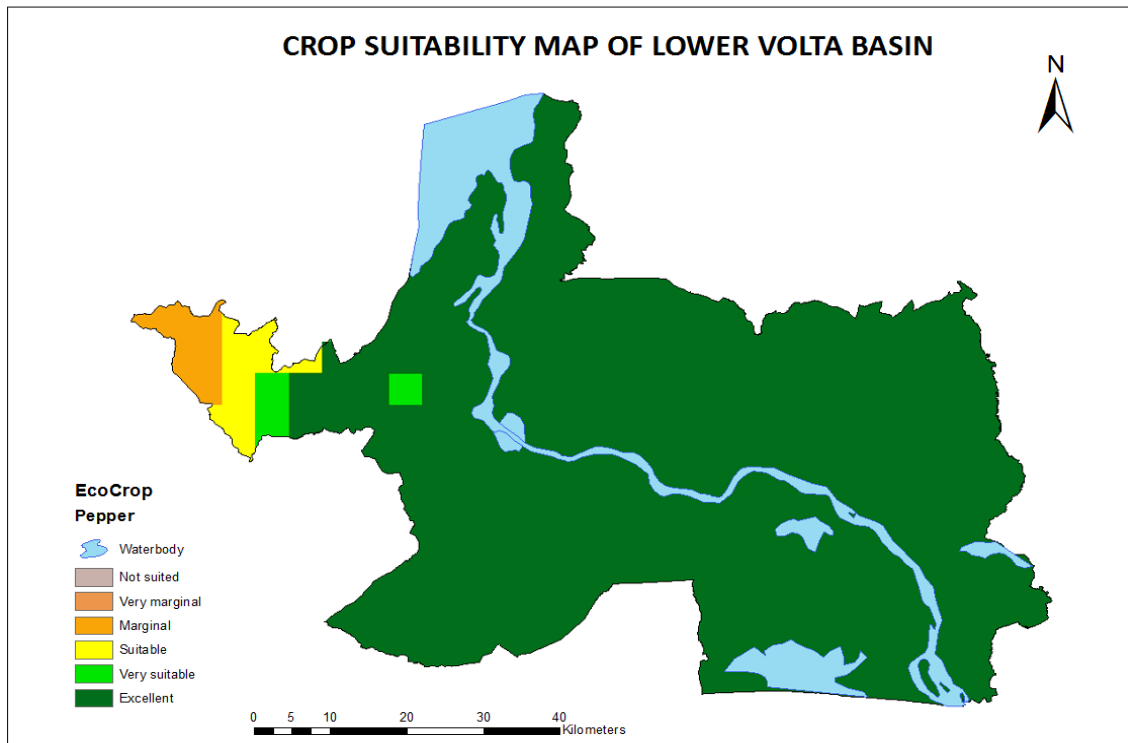 CROP SUITABILITY MAP OF LOWER VOLTA BASIN
N
EcoCrop
Pepper
Waterbody
Not suited
Very marginal
Marginal
Suitable
Very suitable
Excellent
0 5 10 20 30 40
Kilometers